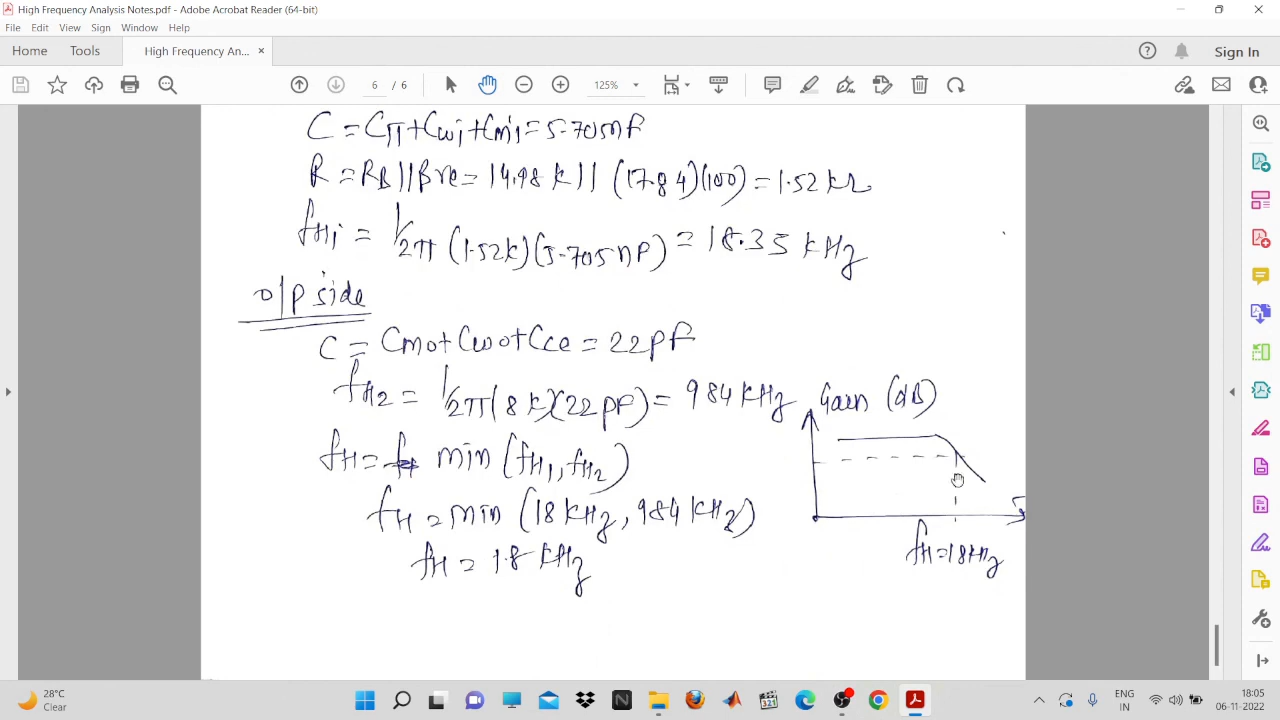 High Frequency Analysis Notes.pdf - Adobe Acrobat Reader (64-bit)
File Edit View Sign Window Help
Home Tools High Frequency An... × Sign In
6 / 6 125%
C = Cπ + Cwi + Cmi = 5.705nF
R = RB||βre = 14.98 k || (17.84)(100) = 1.52 kΩ
fHi = 1/2π (1.52k)(5.705nF) = 18.35 kHz
o/p side
C = Cmo + Cwo + Cce = 22pF
fH2 = 1/2π(8k)(22pF) = 984 kHz
Gain (dB)
fH = min (fH1, fH2)
fH = min (18 kHz, 984 kHz)
fH = 1.8 kHz
fH=18kHz
28°C
Clear
ENG
IN
18:05
06-11-2022